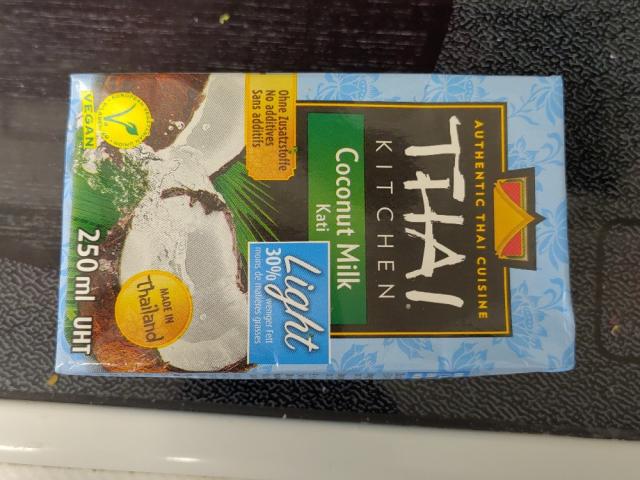 AUTHENTIC THAI CUISINE
THAI
KITCHEN®
Coconut Milk
Kati
Ohne Zusatzstoffe
No additives
Sans additifs
Light
30% weniger Fett
moins de matières grasses
MADE IN
Thailand
VEGAN
250 ml UHT